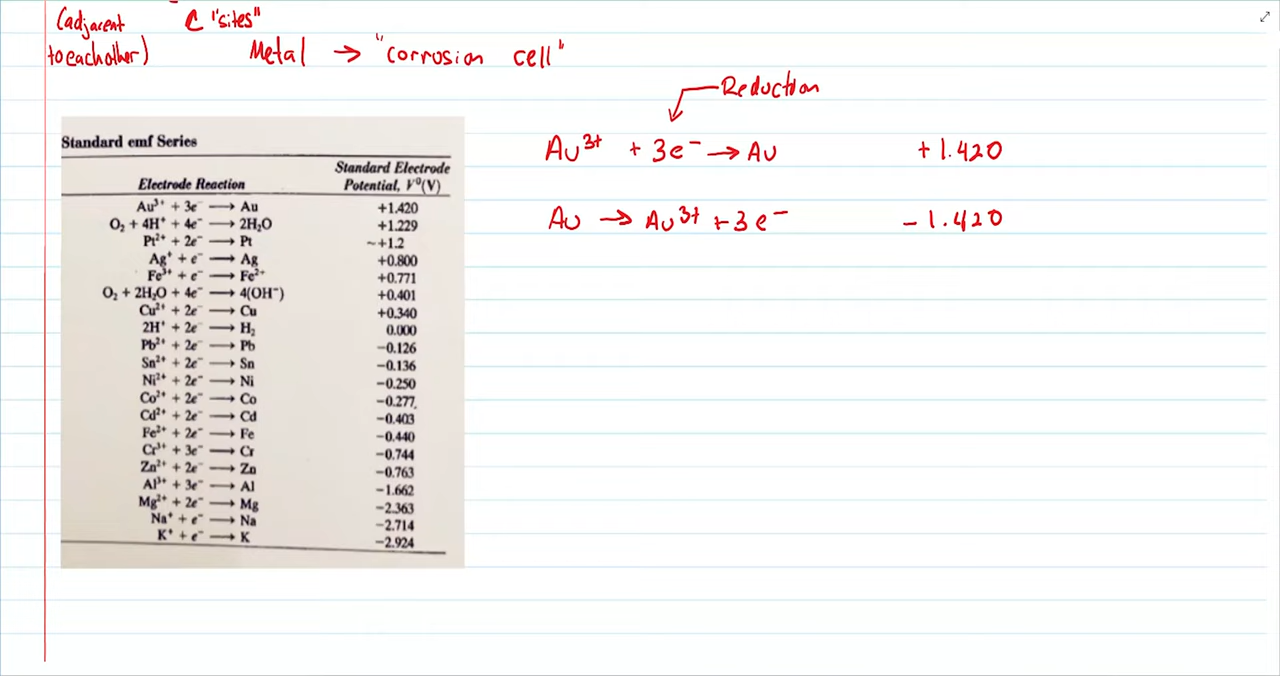 (adjacent C "sites"
to each other) Metal → "corrosion cell"
Reduction
Au³⁺ + 3e⁻ → Au +1.420
Au → Au³⁺ + 3e⁻ -1.420
Standard emf Series
Electrode Reaction Standard Electrode
Potential, V⁰(V)
Au³⁺ + 3e⁻ → Au +1.420
O₂ + 4H⁺ + 4e⁻ → 2H₂O +1.229
Pt²⁺ + 2e⁻ → Pt ~+1.2
Ag⁺ + e⁻ → Ag +0.800
Fe³⁺ + e⁻ → Fe²⁺ +0.771
O₂ + 2H₂O + 4e⁻ → 4(OH⁻) +0.401
Cu²⁺ + 2e⁻ → Cu +0.340
2H⁺ + 2e⁻ → H₂ 0.000
Pb²⁺ + 2e⁻ → Pb −0.126
Sn²⁺ + 2e⁻ → Sn −0.136
Ni²⁺ + 2e⁻ → Ni −0.250
Co²⁺ + 2e⁻ → Co −0.277
Cd²⁺ + 2e⁻ → Cd −0.403
Fe²⁺ + 2e⁻ → Fe −0.440
Cr³⁺ + 3e⁻ → Cr −0.744
Zn²⁺ + 2e⁻ → Zn −0.763
Al³⁺ + 3e⁻ → Al −1.662
Mg²⁺ + 2e⁻ → Mg −2.363
Na⁺ + e⁻ → Na −2.714
K⁺ + e⁻ → K −2.924